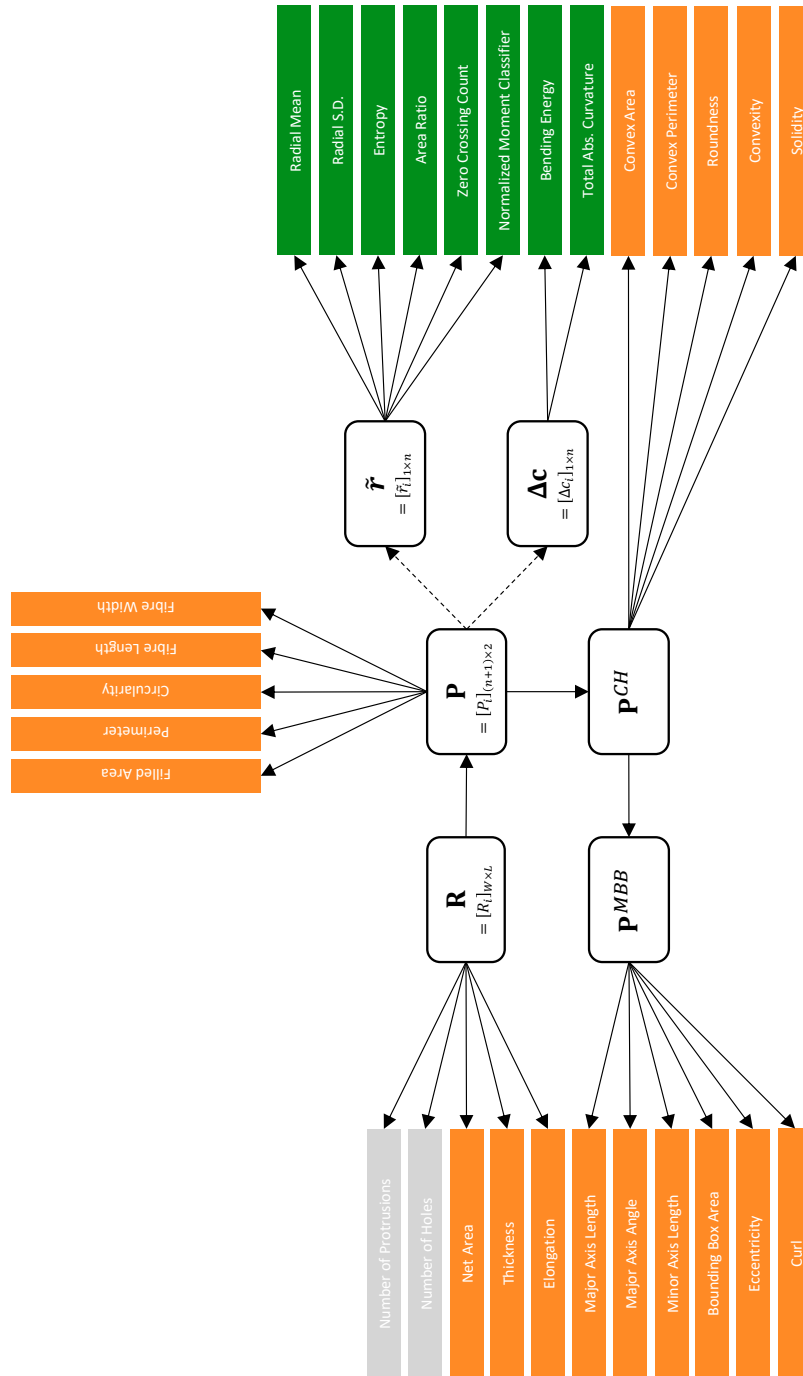 Radial Mean
Radial S.D.
Entropy
Area Ratio
Zero Crossing Count
Normalized Moment Classifier
Bending Energy
Total Abs. Curvature
Convex Area
Convex Perimeter
Roundness
Convexity
Solidity
r̃
= [r̃ᵢ]₁×ₙ
Δc
= [Δcᵢ]₁×ₙ
Fibre Width
Fibre Length
Circularity
Perimeter
Filled Area
P
= [Pᵢ]₍ₙ₊₁₎×₂
P^{CH}
R
= [Rᵢ]_{W×L}
P^{MBB}
Number of Protrusions
Number of Holes
Net Area
Thickness
Elongation
Major Axis Length
Major Axis Angle
Minor Axis Length
Bounding Box Area
Eccentricity
Curl